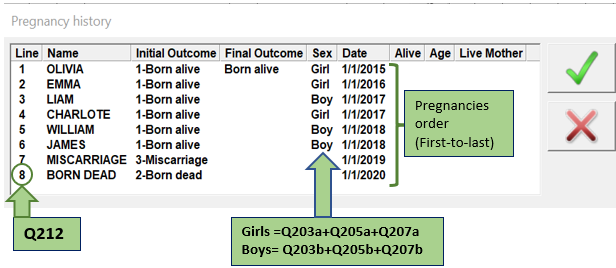 Pregnancy history
Line Name Initial Outcome Final Outcome Sex Date Alive Age Live Mother
1 OLIVIA 1-Born alive Born alive Girl 1/1/2015
2 EMMA 1-Born alive Girl 1/1/2016
3 LIAM 1-Born alive Boy 1/1/2017
4 CHARLOTE 1-Born alive Girl 1/1/2017
5 WILLIAM 1-Born alive Boy 1/1/2018
6 JAMES 1-Born alive Boy 1/1/2018
7 MISCARRIAGE 3-Miscarriage 1/1/2019
8 BORN DEAD 2-Born dead 1/1/2020
Pregnancies
order
(First-to-last)
Q212
Girls =Q203a+Q205a+Q207a
Boys= Q203b+Q205b+Q207b